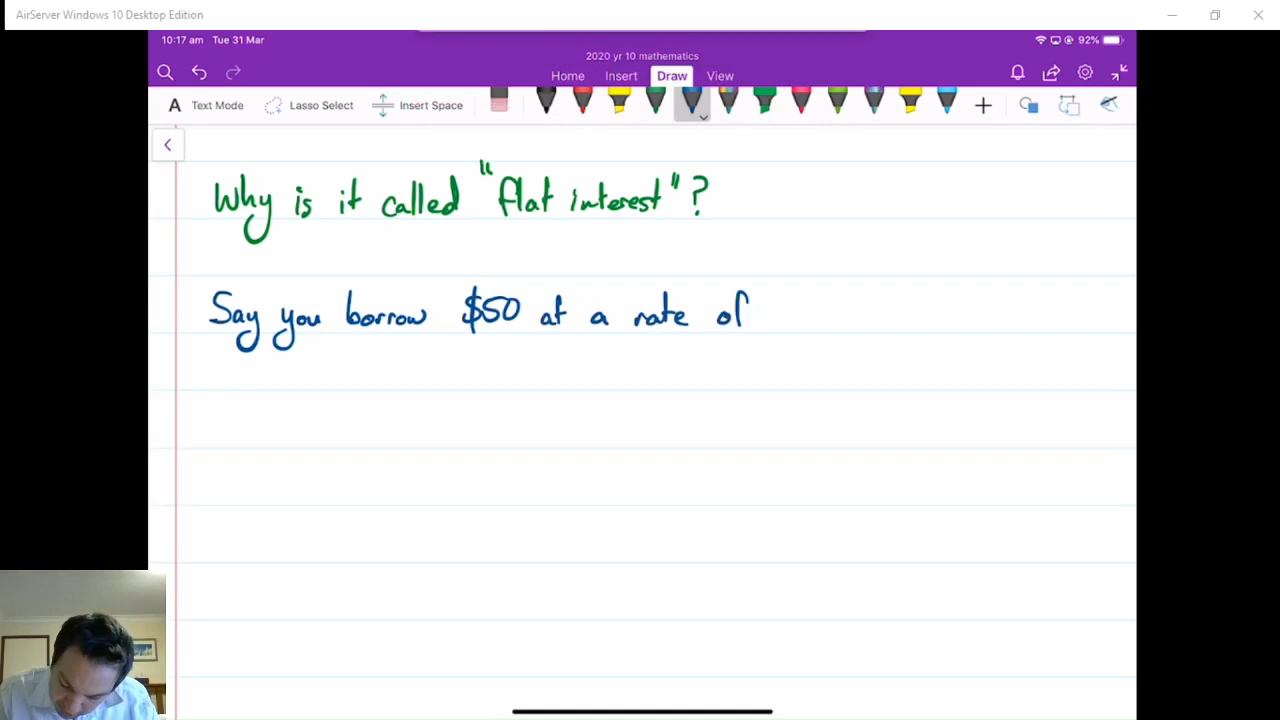 AirServer Windows 10 Desktop Edition
10:17 am Tue 31 Mar
92%
2020 yr 10 mathematics
Home Insert Draw View
A Text Mode Lasso Select Insert Space
Why is it called "flat interest"?
Say you borrow $50 at a rate of